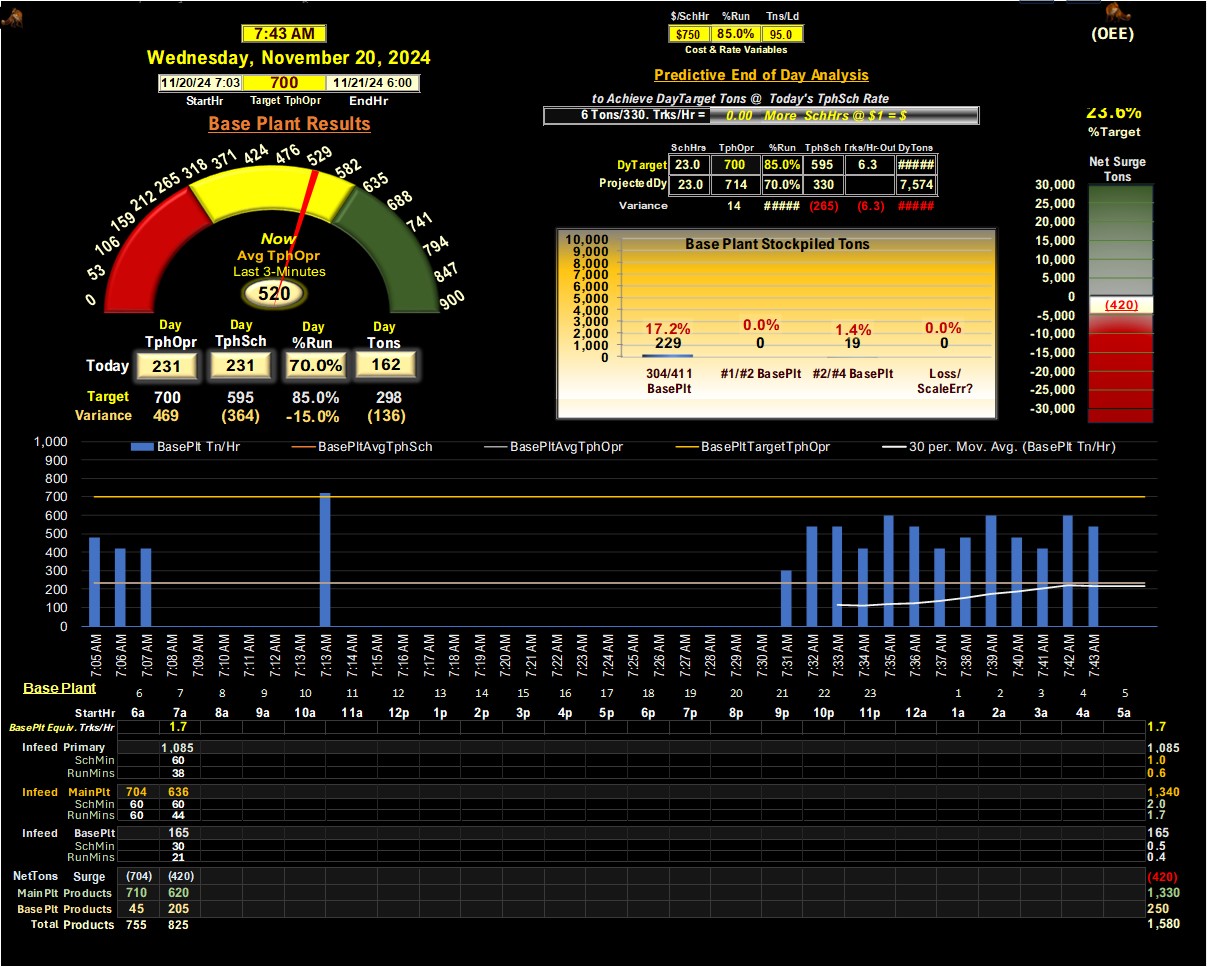 7:43 AM
Wednesday, November 20, 2024
11/20/24 7:03 700 11/21/24 6:00
StartHr Target TphOpr EndHr
Base Plant Results
0 53 106 159 212 265 318 371 424 476 529 582 635 688 741 794 847 900
Now
Avg TphOpr
Last 3-Minutes
520
Day Day Day Day
TphOpr TphSch %Run Tons
Today 231 231 70.0% 162
Target 700 595 85.0% 298
Variance 469 (364) -15.0% (136)
$/SchHr %Run Tns/Ld
$750 85.0% 95.0
Cost & Rate Variables
Predictive End of Day Analysis
to Achieve DayTarget Tons @ Today's TphSch Rate
6 Tons/330. Trks/Hr = 0.00 More SchHrs @ $1 = $
SchHrs TphOpr %Run TphSch Trks/Hr-Out DyTons
DyTarget 23.0 700 85.0% 595 6.3 #####
ProjectedDy 23.0 714 70.0% 330 7,574
Variance 14 ##### (265) (6.3) #####
Base Plant Stockpiled Tons
10,000
9,000
8,000
7,000
6,000
5,000
4,000
3,000
2,000
1,000
0
17.2% 0.0% 1.4% 0.0%
229 0 19 0
304/411 BasePlt
#1/#2 BasePlt
#2/#4 BasePlt
Loss/ ScaleErr?
(OEE)
23.6%
%Target
Net Surge
Tons
30,000
25,000
20,000
15,000
10,000
5,000
0
(420)
-5,000
-10,000
-15,000
-20,000
-25,000
-30,000
BasePlt Tn/Hr BasePltAvgTphSch BasePltAvgTphOpr BasePltTargetTphOpr 30 per. Mov. Avg. (BasePlt Tn/Hr)
1,000
900
800
700
600
500
400
300
200
100
0
7:05 AM 7:06 AM 7:07 AM 7:08 AM 7:09 AM 7:10 AM 7:11 AM 7:12 AM 7:13 AM 7:14 AM 7:15 AM 7:16 AM 7:17 AM 7:18 AM 7:19 AM 7:20 AM 7:21 AM 7:22 AM 7:23 AM 7:24 AM 7:25 AM 7:26 AM 7:27 AM 7:28 AM 7:29 AM 7:30 AM 7:31 AM 7:32 AM 7:33 AM 7:34 AM 7:35 AM 7:36 AM 7:37 AM 7:38 AM 7:39 AM 7:40 AM 7:41 AM 7:42 AM 7:43 AM
Base Plant 6 7 8 9 10 11 12 13 14 15 16 17 18 19 20 21 22 23 1 2 3 4 5
StartHr 6a 7a 8a 9a 10a 11a 12p 1p 2p 3p 4p 5p 6p 7p 8p 9p 10p 11p 12a 1a 2a 3a 4a 5a
BasePlt Equiv. Trks/Hr 1.7 1.7
Infeed Primary 1,085 1,085
SchMin 60 1.0
RunMins 38 0.6
Infeed MainPlt 704 636 1,340
SchMin 60 60 2.0
RunMins 60 44 1.7
Infeed BasePlt 165 165
SchMin 30 0.5
RunMins 21 0.4
NetTons Surge (704) (420) (420)
MainPlt Products 710 620 1,330
BasePlt Products 45 205 250
Total Products 755 825 1,580